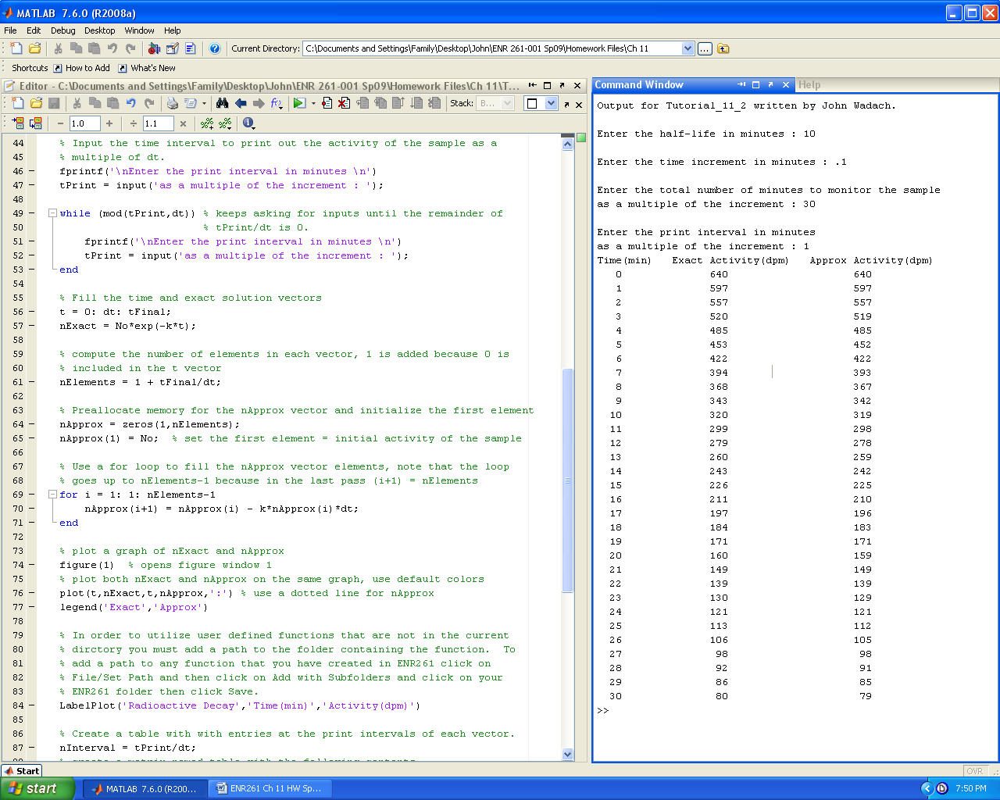 MATLAB 7.6.0 (R2008a)
File Edit Debug Desktop Window Help
Current Directory: C:\Documents and Settings\Family\Desktop\John\ENR 261-001 Sp09\Homework Files\Ch 11
Shortcuts How to Add What's New
Editor - C:\Documents and Settings\Family\Desktop\John\ENR 261-001 Sp09\Homework Files\Ch 11\T...
Stack: B...
1.0 1.1
44 % Input the time interval to print out the activity of the sample as a
45 % multiple of dt.
46 fprintf('\nEnter the print interval in minutes \n')
47 tPrint = input('as a multiple of the increment : ');
48
49 while (mod(tPrint,dt)) % keeps asking for inputs until the remainder of
50 % tPrint/dt is 0.
51 fprintf('\nEnter the print interval in minutes \n')
52 tPrint = input('as a multiple of the increment : ');
53 end
54
55 % Fill the time and exact solution vectors
56 t = 0: dt: tFinal;
57 nExact = No*exp(-k*t);
58
59 % compute the number of elements in each vector, 1 is added because 0 is
60 % included in the t vector
61 nElements = 1 + tFinal/dt;
62
63 % Preallocate memory for the nApprox vector and initialize the first element
64 nApprox = zeros(1,nElements);
65 nApprox(1) = No; % set the first element = initial activity of the sample
66
67 % Use a for loop to fill the nApprox vector elements, note that the loop
68 % goes up to nElements-1 because in the last pass (i+1) = nElements
69 for i = 1: 1: nElements-1
70 nApprox(i+1) = nApprox(i) - k*nApprox(i)*dt;
71 end
72
73 % plot a graph of nExact and nApprox
74 figure(1) % opens figure window 1
75 % plot both nExact and nApprox on the same graph, use default colors
76 plot(t,nExact,t,nApprox,':') % use a dotted line for nApprox
77 legend('Exact','Approx')
78
79 % In order to utilize user defined functions that are not in the current
80 % dirctory you must add a path to the folder containing the function. To
81 % add a path to any function that you have created in ENR261 click on
82 % File/Set Path and then click on Add with Subfolders and click on your
83 % ENR261 folder then click Save.
84 LabelPlot('Radioactive Decay','Time(min)','Activity(dpm)')
85
86 % Create a table with with entries at the print intervals of each vector.
87 nInterval = tPrint/dt;
88 % create a matrix named table with the following contents
Command Window Help
Output for Tutorial_11_2 written by John Wadach.
Enter the half-life in minutes : 10
Enter the time increment in minutes : .1
Enter the total number of minutes to monitor the sample
as a multiple of the increment : 30
Enter the print interval in minutes
as a multiple of the increment : 1
Time(min) Exact Activity(dpm) Approx Activity(dpm)
0 640 640
1 597 597
2 557 557
3 520 519
4 485 485
5 453 452
6 422 422
7 394 393
8 368 367
9 343 342
10 320 319
11 299 298
12 279 278
13 260 259
14 243 242
15 226 225
16 211 210
17 197 196
18 184 183
19 171 171
20 160 159
21 149 149
22 139 139
23 130 129
24 121 121
25 113 112
26 106 105
27 98 98
28 92 91
29 86 85
30 80 79
>>
Start OVR
start MATLAB 7.6.0 (R200... ENR261 Ch 11 HW Sp... 7:50 PM